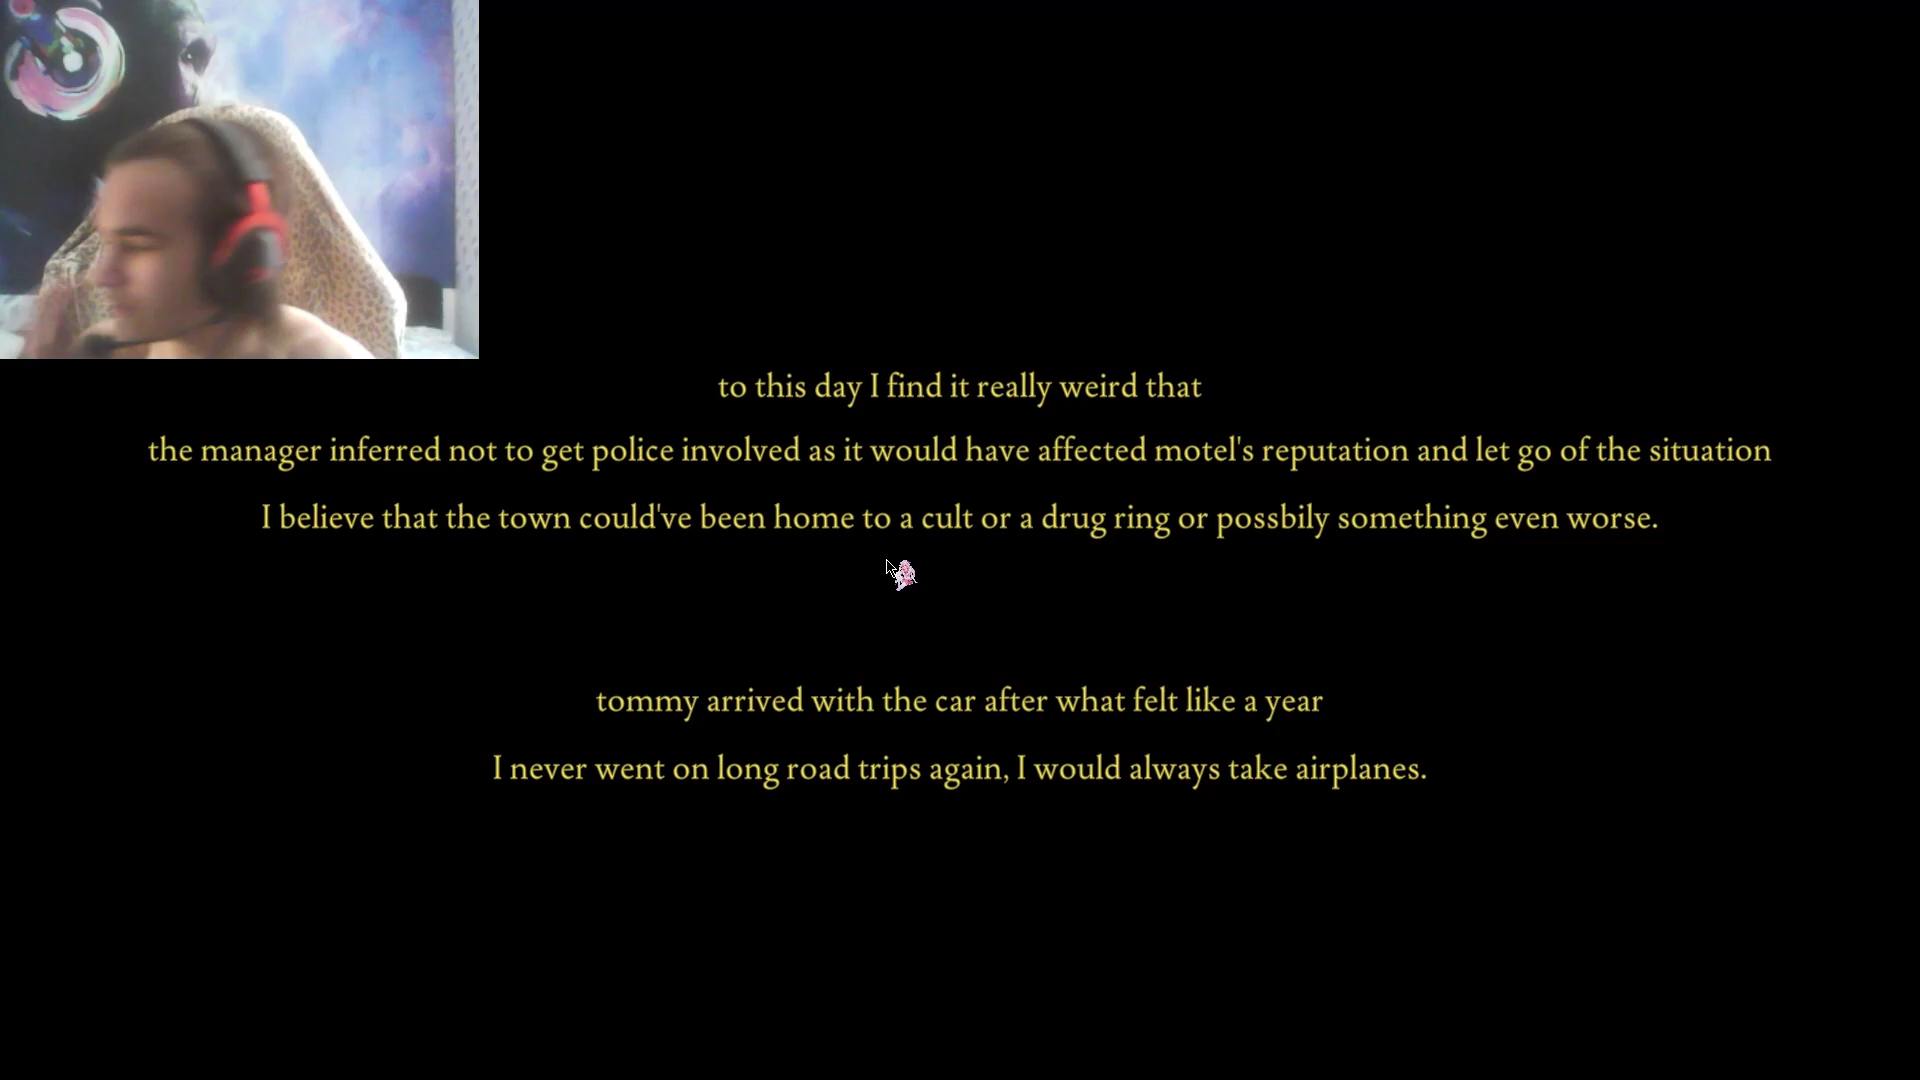 to this day I find it really weird that
the manager inferred not to get police involved as it would have affected motel's reputation and let go of the situation
I believe that the town could've been home to a cult or a drug ring or possbily something even worse.
tommy arrived with the car after what felt like a year
I never went on long road trips again, I would always take airplanes.